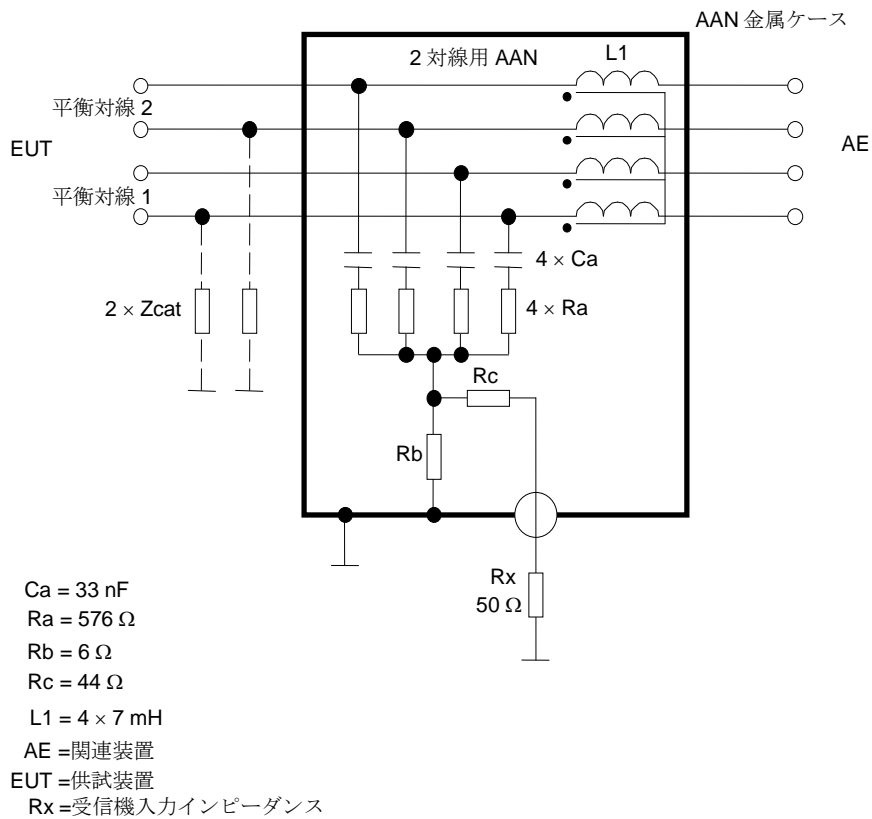 AAN 金属ケース
2 対線用 AAN
L1
平衡対線 2
EUT
AE
平衡対線 1
4 × Ca
2 × Zcat
4 × Ra
Rc
Rb
Rx
50 Ω
Ca = 33 nF
Ra = 576 Ω
Rb = 6 Ω
Rc = 44 Ω
L1 = 4 × 7 mH
AE =関連装置
EUT =供試装置
Rx =受信機入力インピーダンス